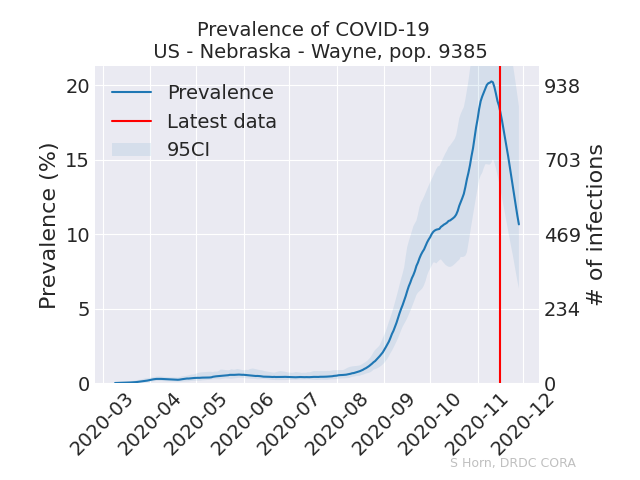 Prevalence of COVID-19
US - Nebraska - Wayne, pop. 9385
Prevalence
Latest data
95CI
Prevalence (%)
20
15
10
5
0
938
703
469
234
0
# of infections
2020-03
2020-04
2020-05
2020-06
2020-07
2020-08
2020-09
2020-10
2020-11
2020-12
S Horn, DRDC CORA